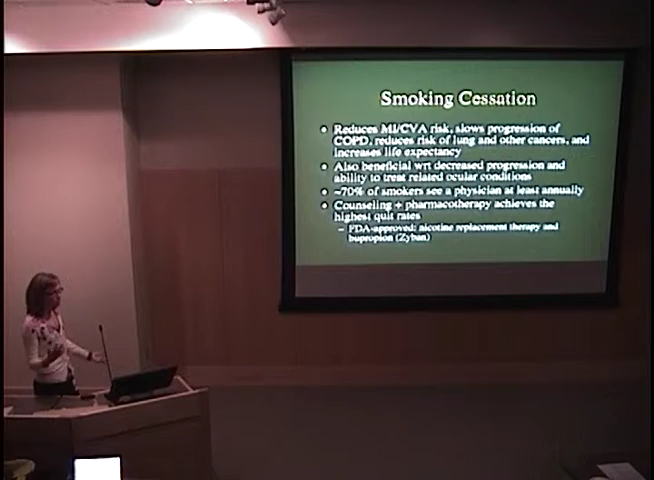 Smoking Cessation
• Reduces MI/CVA risk, slows progression of
COPD, reduces risk of lung and other cancers, and
increases life expectancy
• Also beneficial wrt decreased progression and
ability to treat related ocular conditions
• ~70% of smokers see a physician at least annually
• Counseling + pharmacotherapy achieves the
highest quit rates
– FDA-approved: nicotine replacement therapy and
bupropion (Zyban)